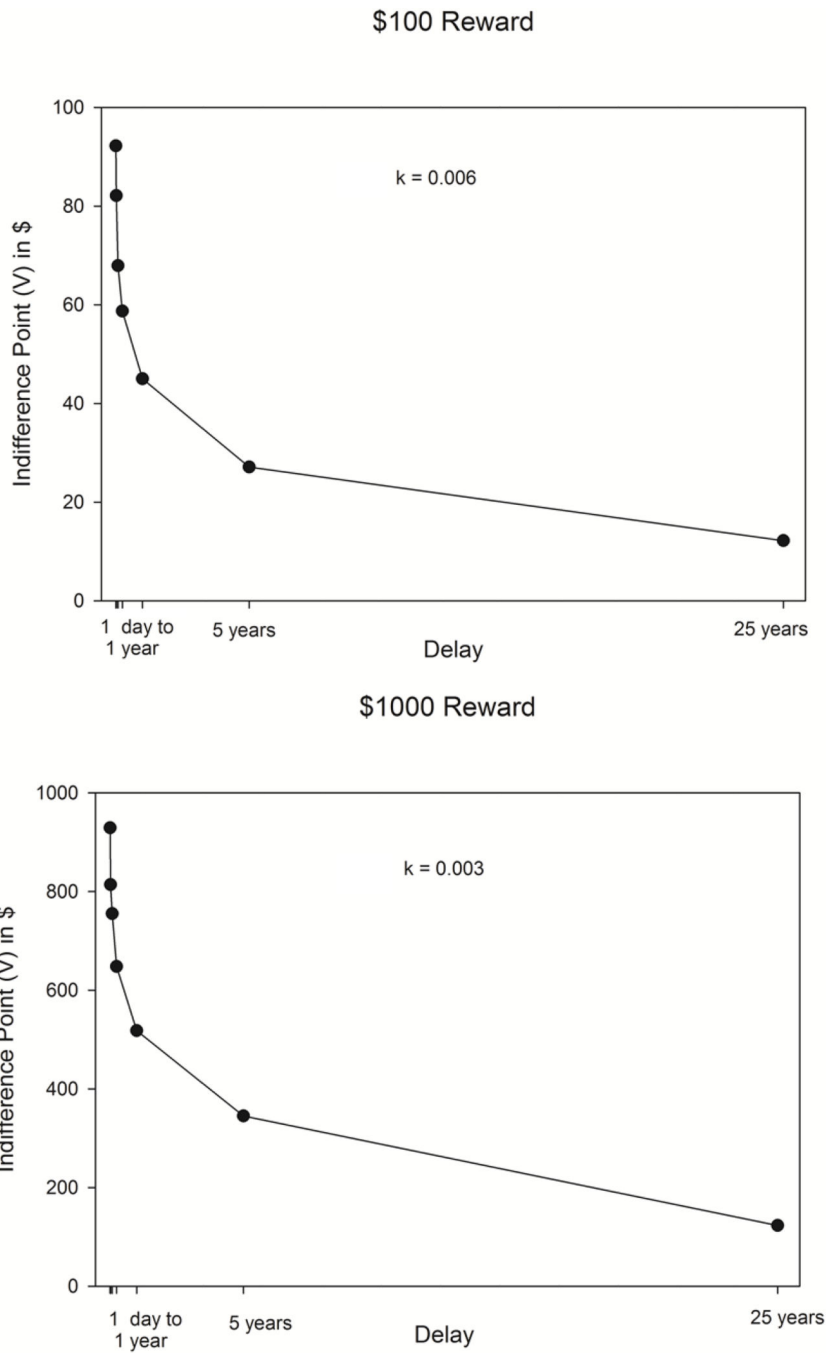 $100 Reward
100
80
60
40
20
0
Indifference Point (V) in $
k = 0.006
1 day to
1 year
5 years
25 years
Delay
$1000 Reward
1000
800
600
400
200
0
Indifference Point (V) in $
k = 0.003
1 day to
1 year
5 years
25 years
Delay